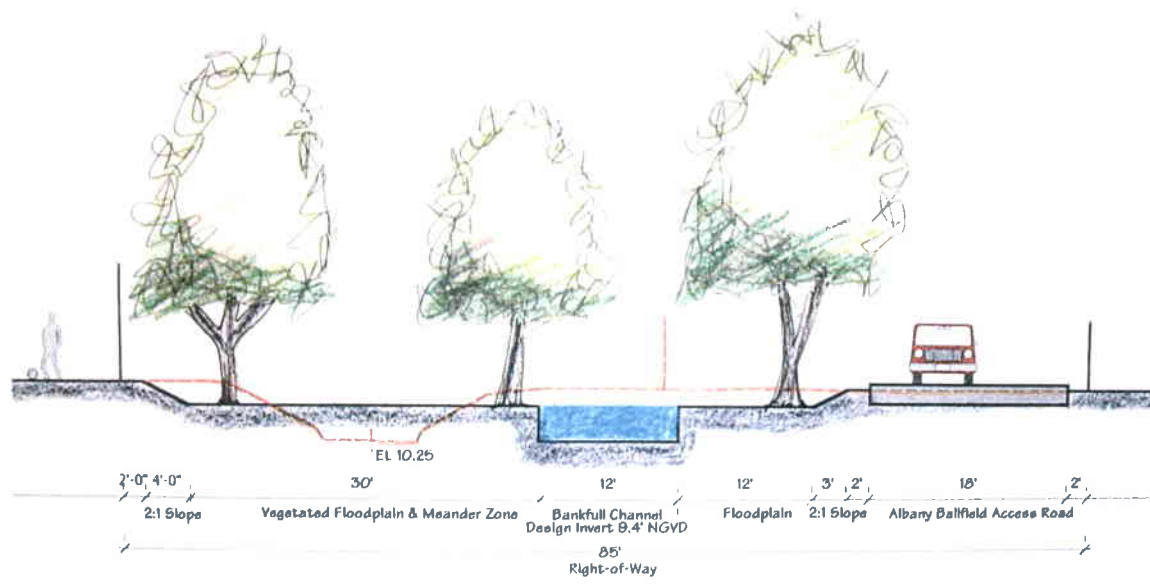 EL 10.25
2'-0" 4'-0" 30' 12' 12' 3' 2' 18' 2'
2:1 Slope Vegetated Floodplain & Meander Zone Bankfull Channel Floodplain 2:1 Slope Albany Ballfield Access Road
Design Invert 9.4' NGVD
85'
Right-of-Way